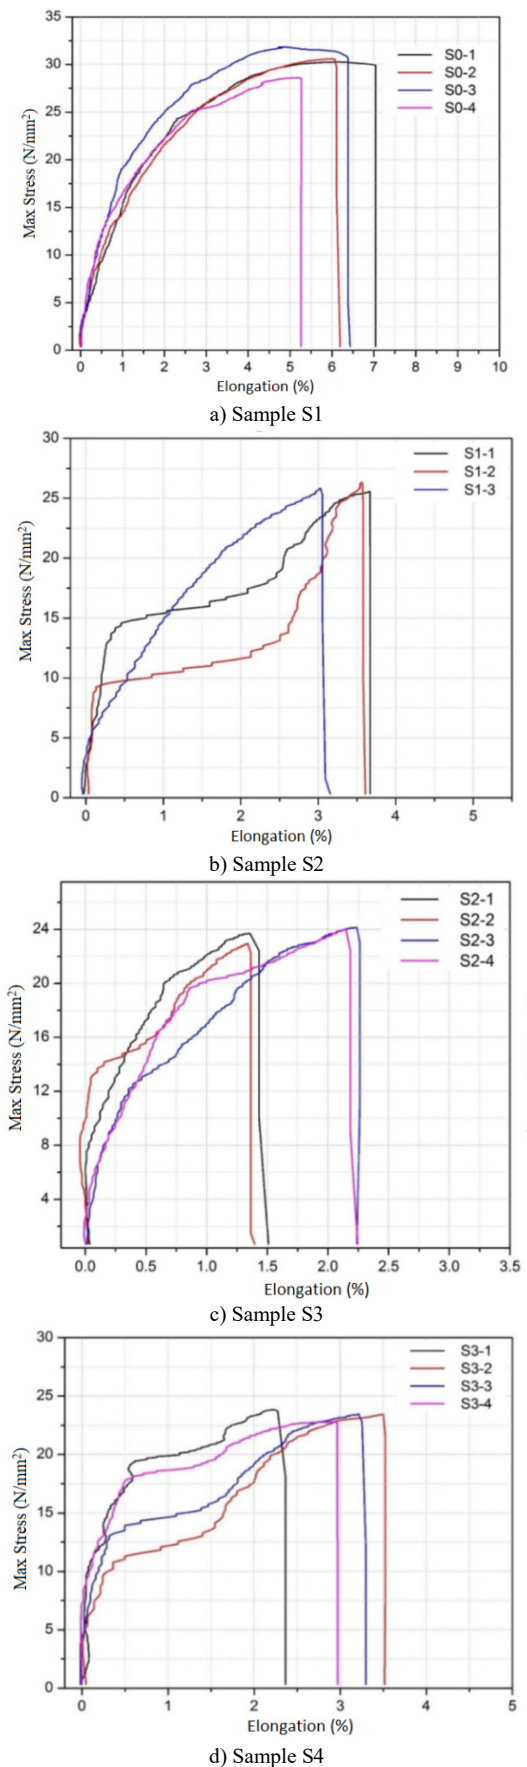 35
30
25
20
15
10
5
0
Max Stress (N/mm²)
S0-1
S0-2
S0-3
S0-4
0 1 2 3 4 5 6 7 8 9 10
Elongation (%)
a) Sample S1
30
25
20
15
10
5
0
Max Stress (N/mm²)
S1-1
S1-2
S1-3
0 1 2 3 4 5
Elongation (%)
b) Sample S2
24
20
16
12
8
4
Max Stress (N/mm²)
S2-1
S2-2
S2-3
S2-4
0.0 0.5 1.0 1.5 2.0 2.5 3.0 3.5
Elongation (%)
c) Sample S3
30
25
20
15
10
5
0
Max Stress (N/mm²)
S3-1
S3-2
S3-3
S3-4
0 1 2 3 4 5
Elongation (%)
d) Sample S4